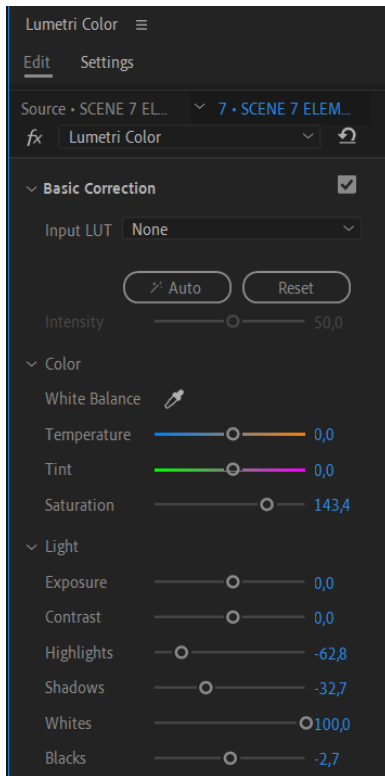 Lumetri Color
Edit Settings
Source • SCENE 7 EL... 7 • SCENE 7 ELEM...
fx Lumetri Color
Basic Correction
Input LUT None
Auto Reset
Intensity 50,0
Color
White Balance
Temperature 0,0
Tint 0,0
Saturation 143,4
Light
Exposure 0,0
Contrast 0,0
Highlights -62,8
Shadows -32,7
Whites 100,0
Blacks -2,7